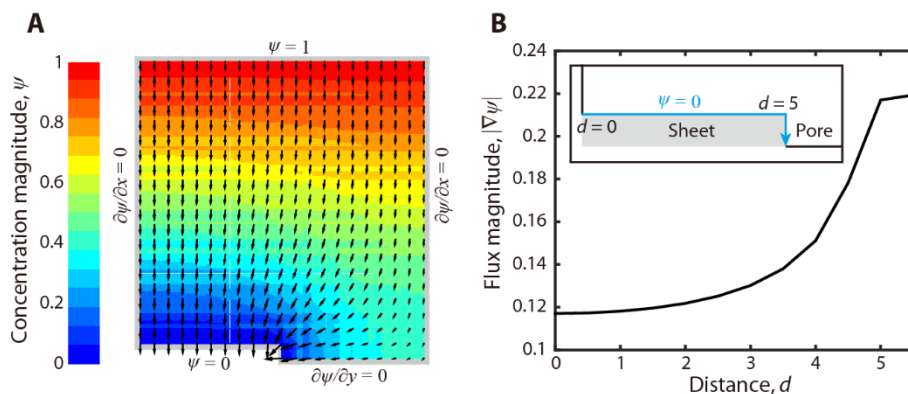 A
ψ = 1
Concentration magnitude, ψ
1
0.8
0.6
0.4
0.2
0
∂ψ/∂x = 0
∂ψ/∂x = 0
ψ = 0
∂ψ/∂y = 0
B
Flux magnitude, |∇ψ|
0.24
0.22
0.2
0.18
0.16
0.14
0.12
0.1
ψ = 0
d = 5
d = 0
Sheet
Pore
0 1 2 3 4 5
Distance, d